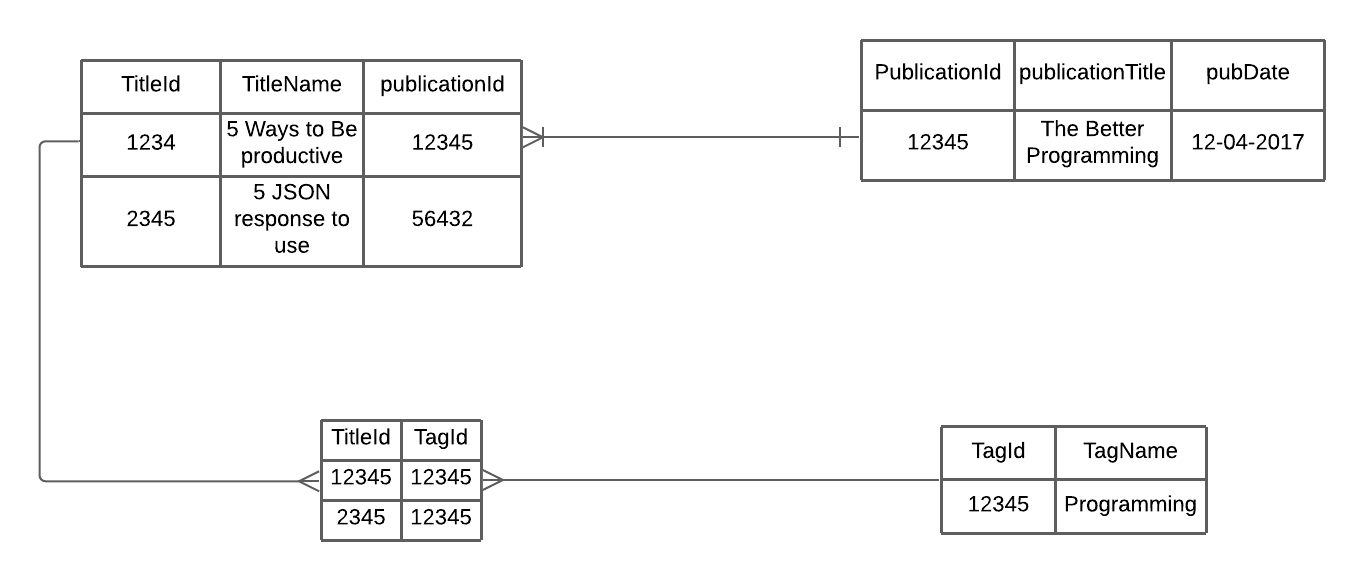 TitleId TitleName publicationId
1234 5 Ways to Be productive 12345
2345 5 JSON response to use 56432
PublicationId publicationTitle pubDate
12345 The Better Programming 12-04-2017
TitleId TagId
12345 12345
2345 12345
TagId TagName
12345 Programming